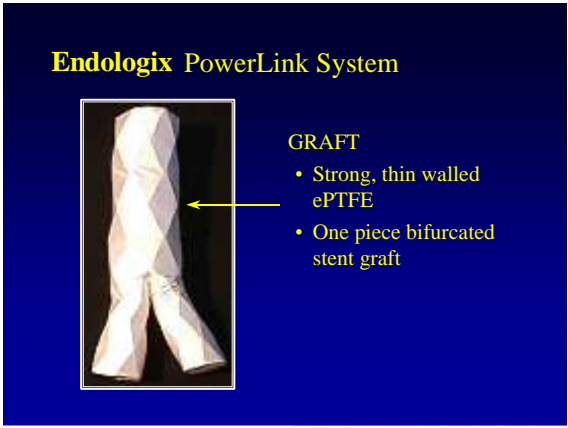 Endologix PowerLink System
GRAFT
• Strong, thin walled
ePTFE
• One piece bifurcated
stent graft